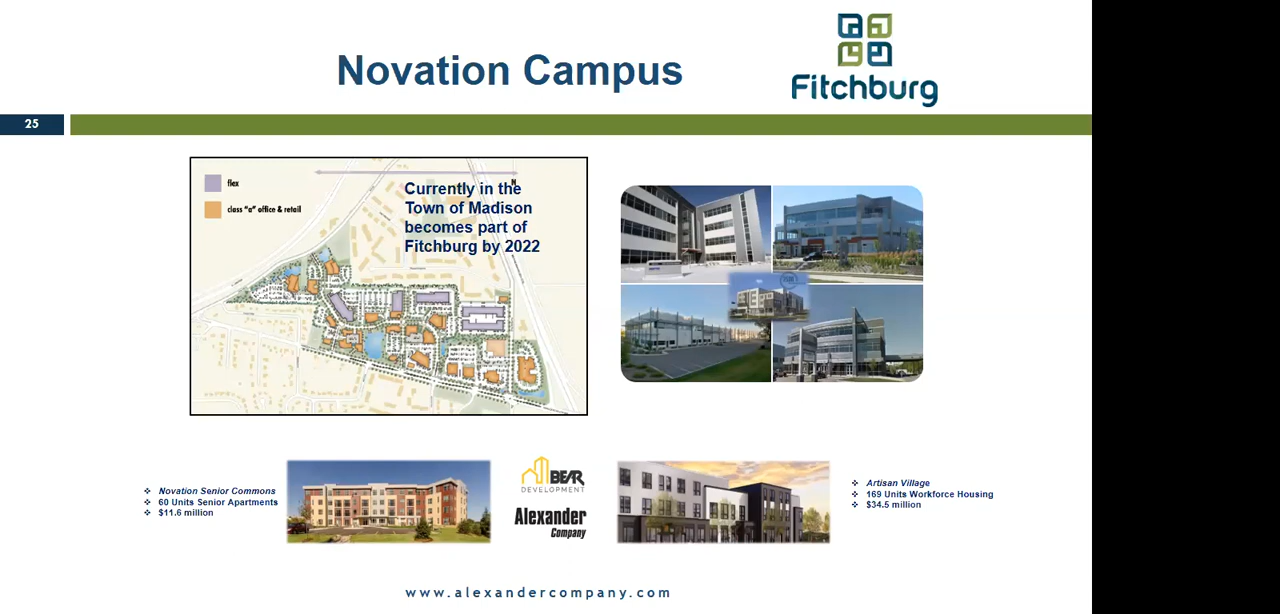 Novation Campus
Fitchburg
25
flex
class "a" office & retail
N
Currently in the
Town of Madison
becomes part of
Fitchburg by 2022
❖ Novation Senior Commons
❖ 60 Units Senior Apartments
❖ $11.6 million
BEAR
DEVELOPMENT
Alexander
Company
❖ Artisan Village
❖ 169 Units Workforce Housing
❖ $34.5 million
www.alexandercompany.com